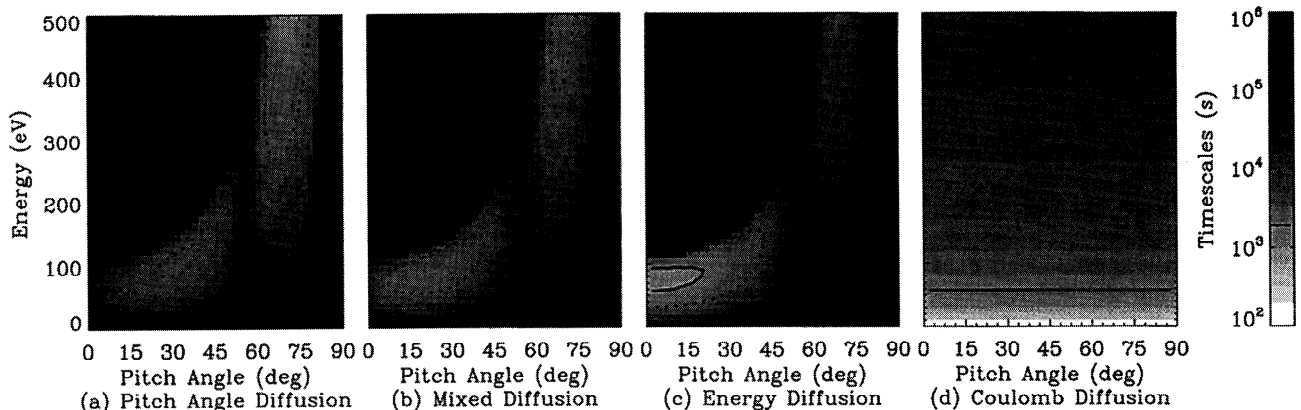 500
400
300
200
100
0
Energy (eV)
0 15 30 45 60 75 90
0 15 30 45 60 75 90
0 15 30 45 60 75 90
0 15 30 45 60 75 90
Pitch Angle (deg)
Pitch Angle (deg)
Pitch Angle (deg)
Pitch Angle (deg)
(a) Pitch Angle Diffusion
(b) Mixed Diffusion
(c) Energy Diffusion
(d) Coulomb Diffusion
Timescales (s)
10⁶
10⁵
10⁴
10³
10²